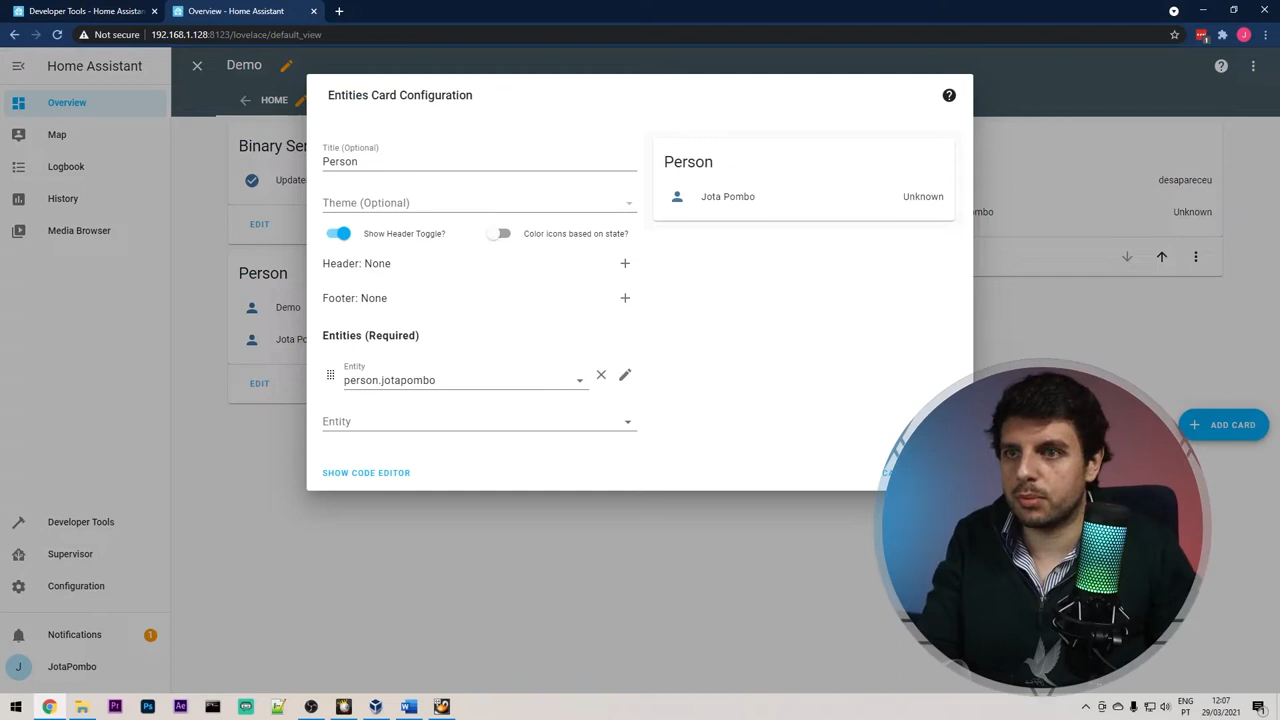 Developer Tools - Home Assistant
Overview - Home Assistant
Not secure
192.168.1.128:8123/lovelace/default_view
J
Home Assistant
Demo
HOME
Overview
Map
Logbook
History
Media Browser
Developer Tools
Supervisor
Configuration
Notifications
1
J
JotaPombo
Update
EDIT
Person
Demo
EDIT
desapareceu
Unknown
ADD CARD
Entities Card Configuration
Title (Optional)
Person
Theme (Optional)
Show Header Toggle?
Color icons based on state?
Header: None
Footer: None
Entities (Required)
Entity
person.jotapombo
Entity
SHOW CODE EDITOR
Person
Jota Pombo
Unknown
Pr
Ps
Ae
ENG
PT
12:07
29/03/2021